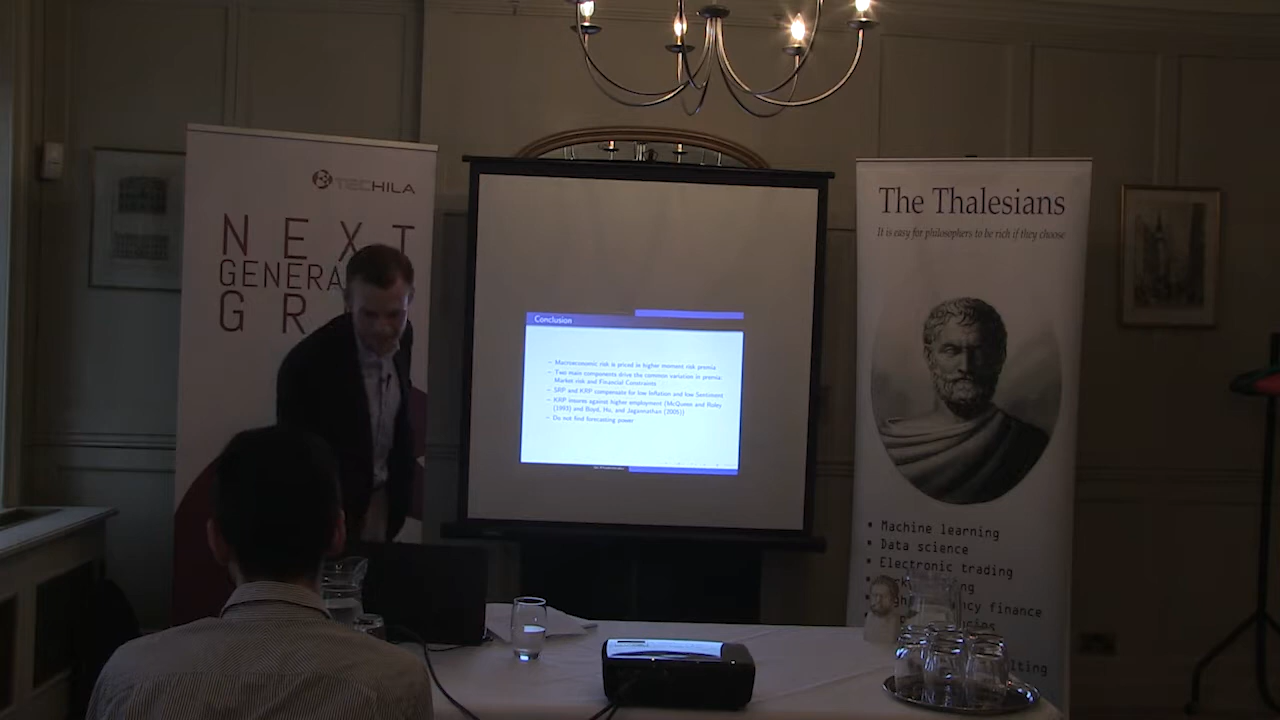 TECHILA
NEXT
GENERA
GR
Conclusion
– Macroeconomic risk is priced in higher moment risk premia
– Two main components drive the common variation in premia:
Market risk and Financial Constraints
– SRP and KRP compensate for low Inflation and low Sentiment
– KRP insures against higher employment (McQueen and Roley
(1993) and Boyd, Hu, and Jagannathan (2005))
– Do not find forecasting power
The Thalesians
It is easy for philosophers to be rich if they choose
▪ Machine learning
▪ Data science
▪ Electronic trading
finance